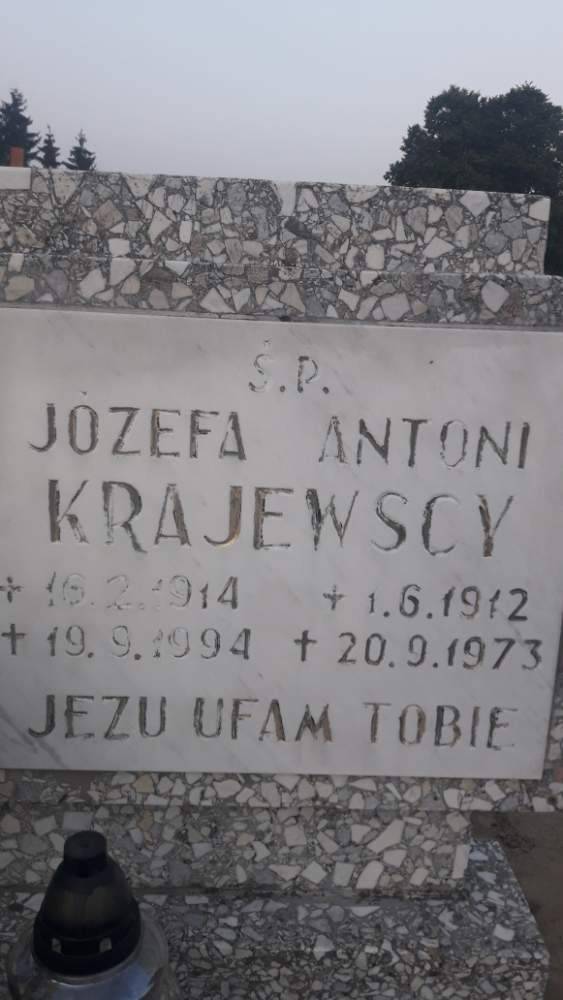 Ś.P.
JÓZEFA ANTONI
KRAJEWSCY
+ 16.2.1914 + 1.6.1912
† 19.9.1994 † 20.9.1973
JEZU UFAM TOBIE